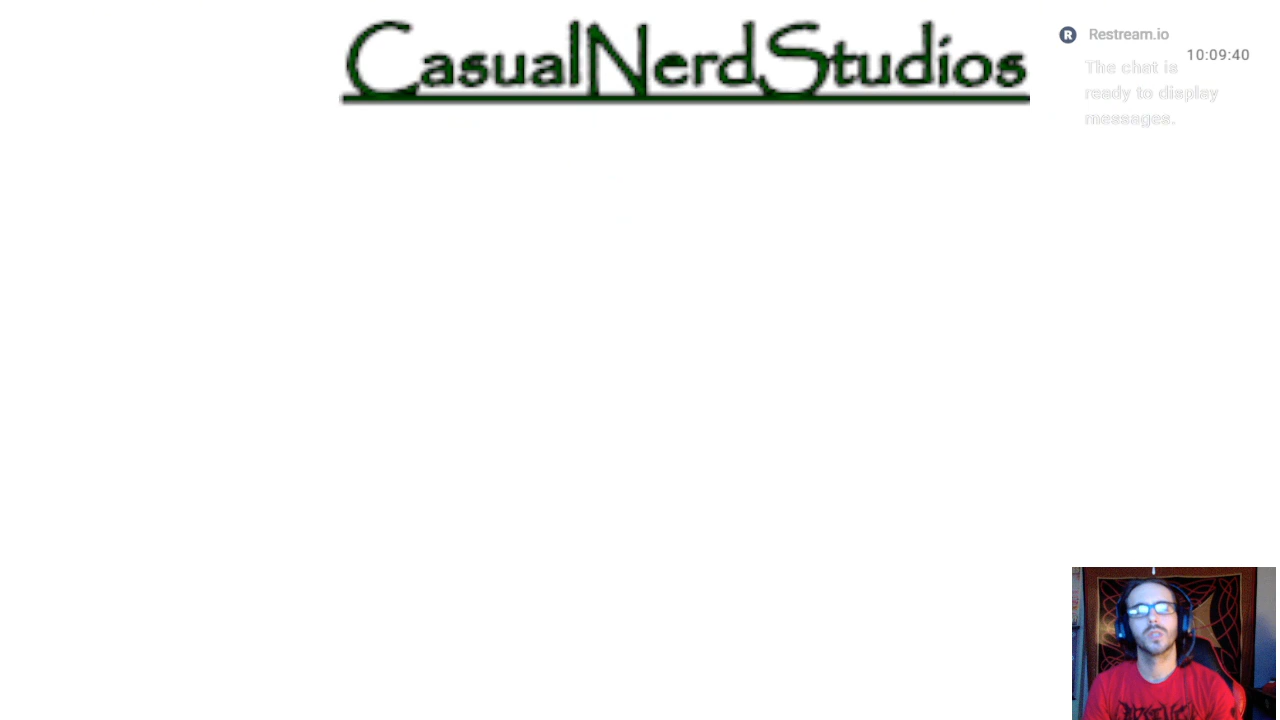 CasualNerdStudios
Restream.io
10:09:40
The chat is
ready to display
messages.